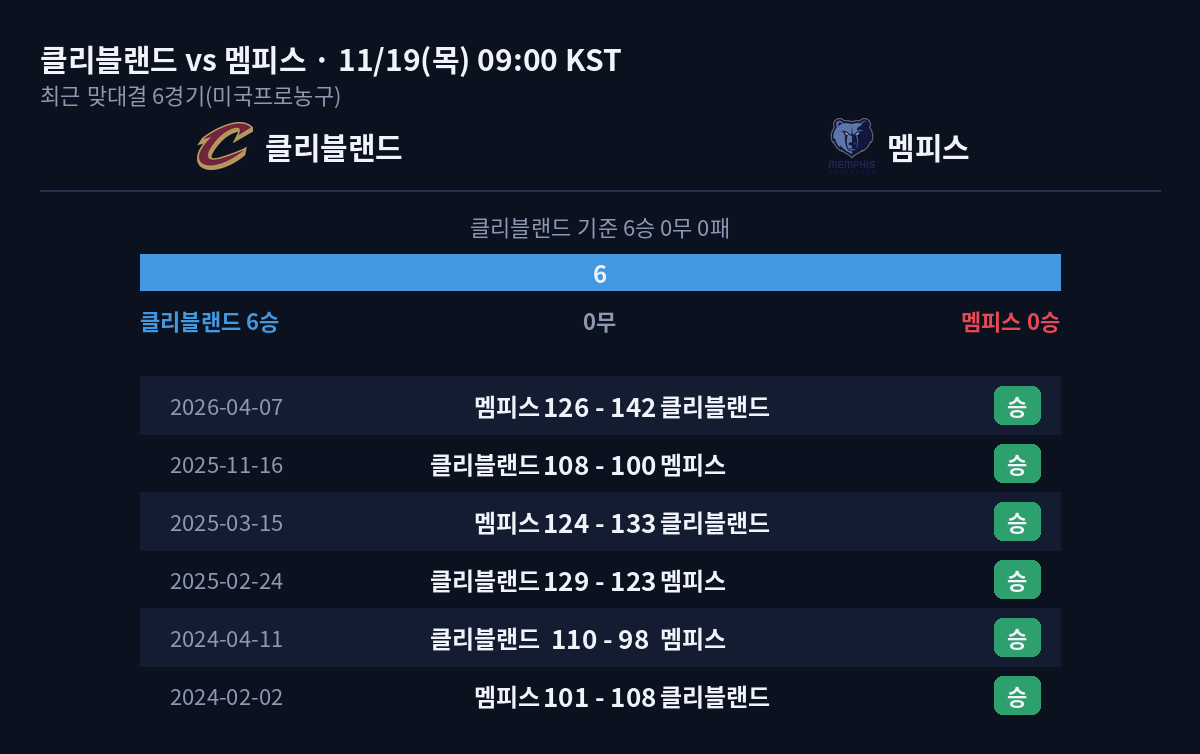 클리블랜드 vs 멤피스 · 11/19(목) 09:00 KST
최근 맞대결 6경기(미국프로농구)
클리블랜드
MEMPHIS
멤피스
클리블랜드 기준 6승 0무 0패
6
클리블랜드 6승 0무 멤피스 0승
2026-04-07 멤피스 126 - 142 클리블랜드 승
2025-11-16 클리블랜드 108 - 100 멤피스 승
2025-03-15 멤피스 124 - 133 클리블랜드 승
2025-02-24 클리블랜드 129 - 123 멤피스 승
2024-04-11 클리블랜드 110 - 98 멤피스 승
2024-02-02 멤피스 101 - 108 클리블랜드 승